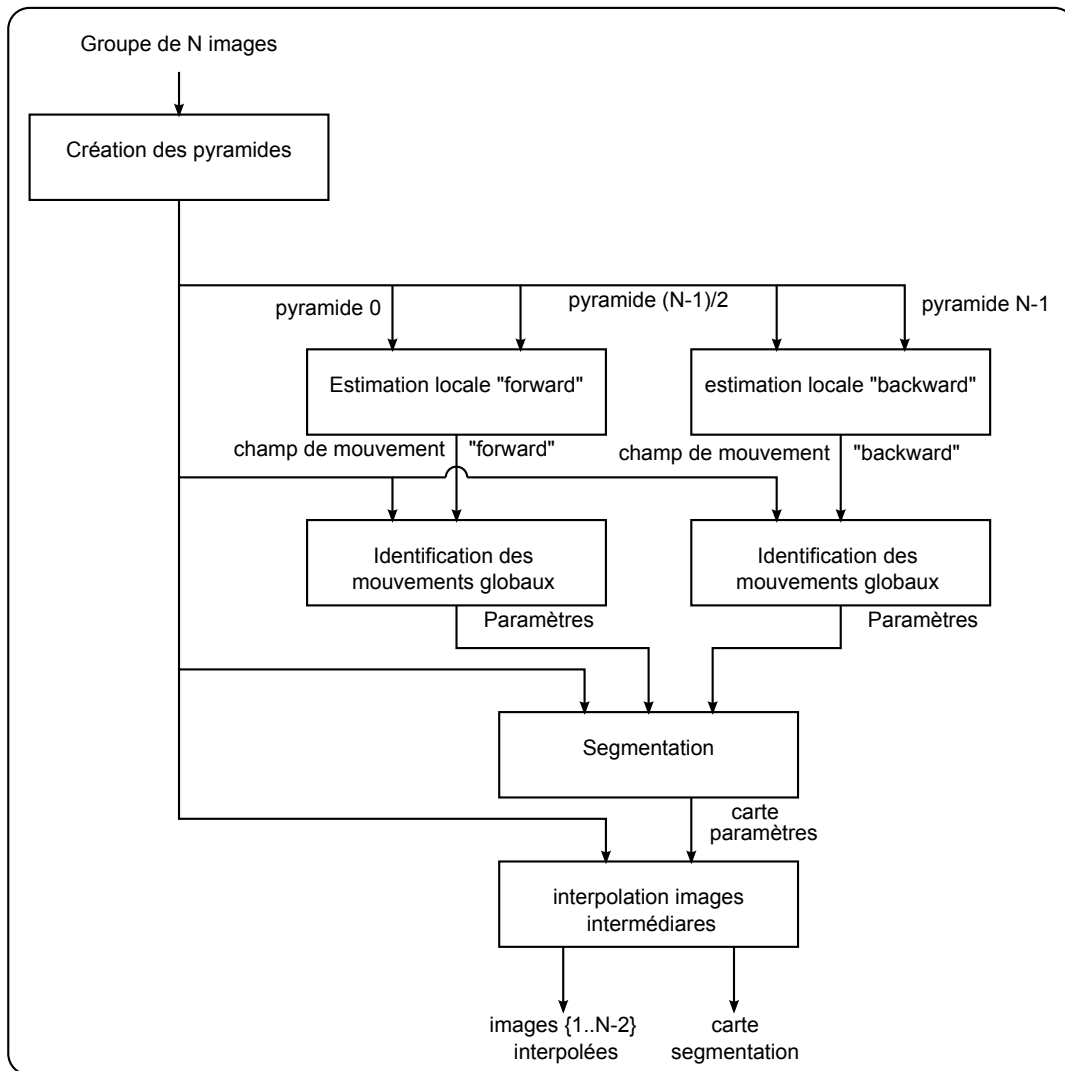 Groupe de N images
Création des pyramides
pyramide 0
pyramide (N-1)/2
pyramide N-1
Estimation locale "forward"
estimation locale "backward"
champ de mouvement
"forward"
champ de mouvement
"backward"
Identification des
mouvements globaux
Identification des
mouvements globaux
Paramètres
Paramètres
Segmentation
carte
paramètres
interpolation images
intermédiares
images {1..N-2}
interpolées
carte
segmentation